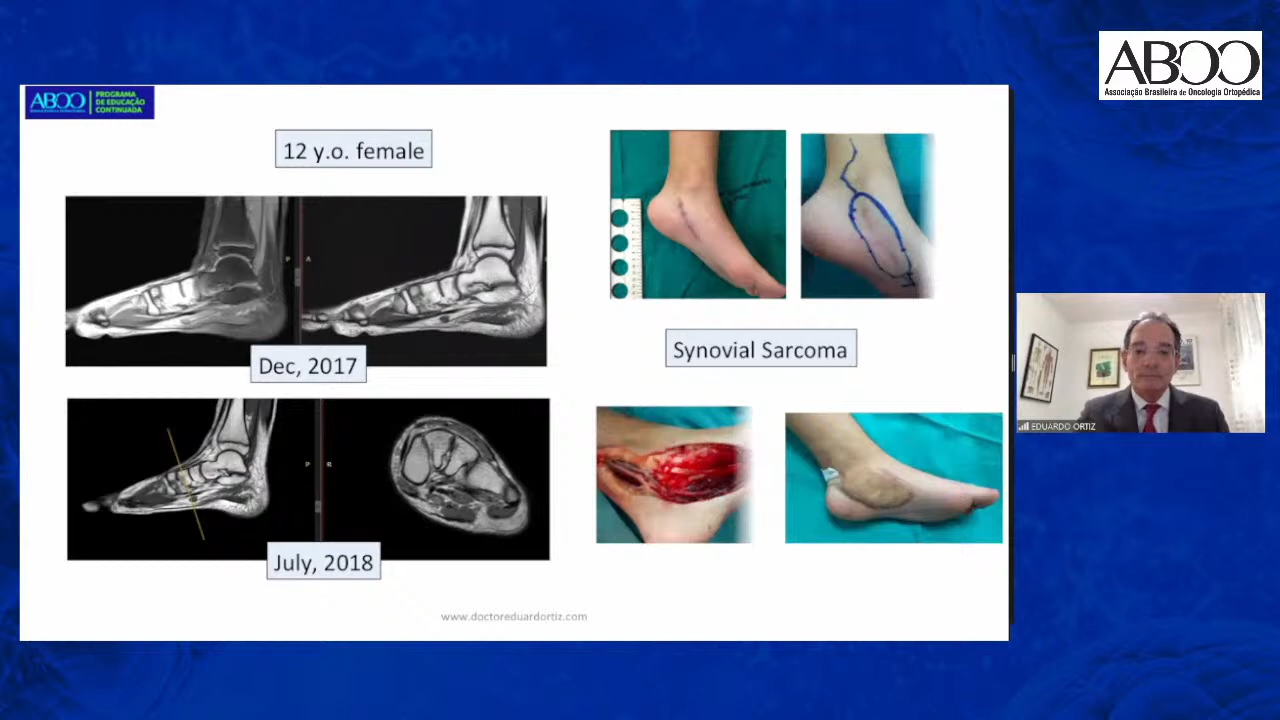 ABOO
Associação Brasileira de Oncologia Ortopédica
ABOO
PROGRAMA
DE EDUCAÇÃO
CONTINUADA
12 y.o. female
P
A
Dec, 2017
Synovial Sarcoma
P
R
July, 2018
www.doctoreduardortiz.com
EDUARDO ORTIZ